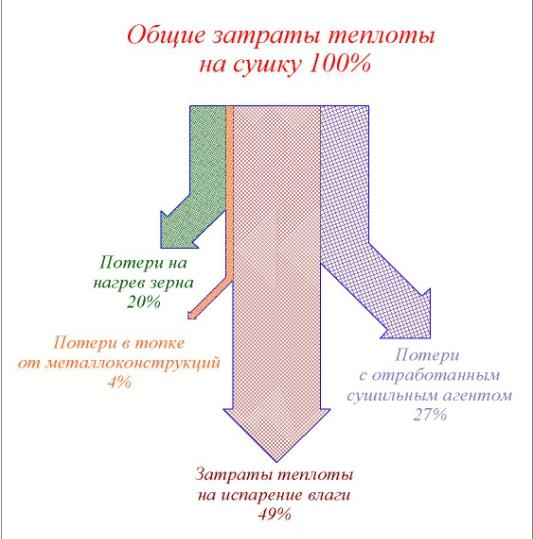 Общие затраты теплоты
на сушку 100%
Потери на
нагрев зерна
20%
Потери в топке
от металлоконструкций
4%
Потери
с отработанным
сушильным агентом
27%
Затраты теплоты
на испарение влаги
49%